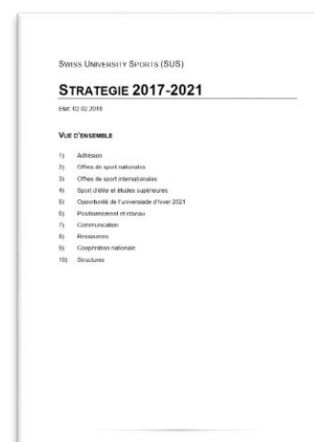 SWISS UNIVERSITY SPORTS (SUS)
STRATEGIE 2017-2021
Etat: 02.02.2018
VUE D'ENSEMBLE
1) Adhésion
2) Offres de sport nationales
3) Offres de sport internationales
4) Sport d'élite et études supérieures
5) Opportunité de l'universiade d'hiver 2021
6) Positionnement et réseau
7) Communication
8) Ressources
9) Coopération nationale
10) Structures